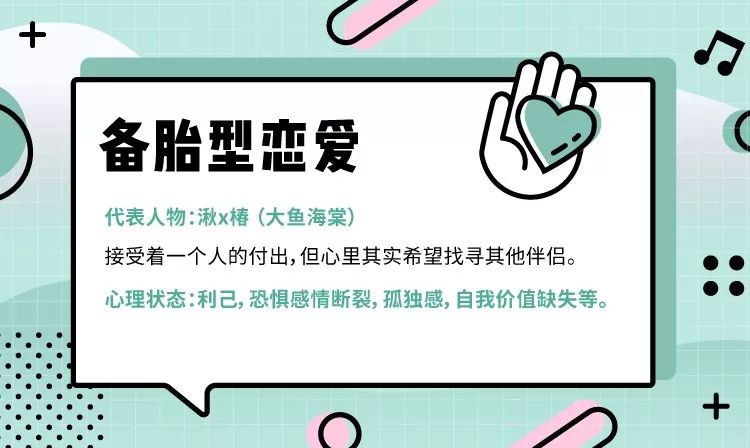 备胎型恋爱
代表人物：湫x椿（大鱼海棠）
接受着一个人的付出，但心里其实希望找寻其他伴侣。
心理状态：利己，恐惧感情断裂，孤独感，自我价值缺失等。